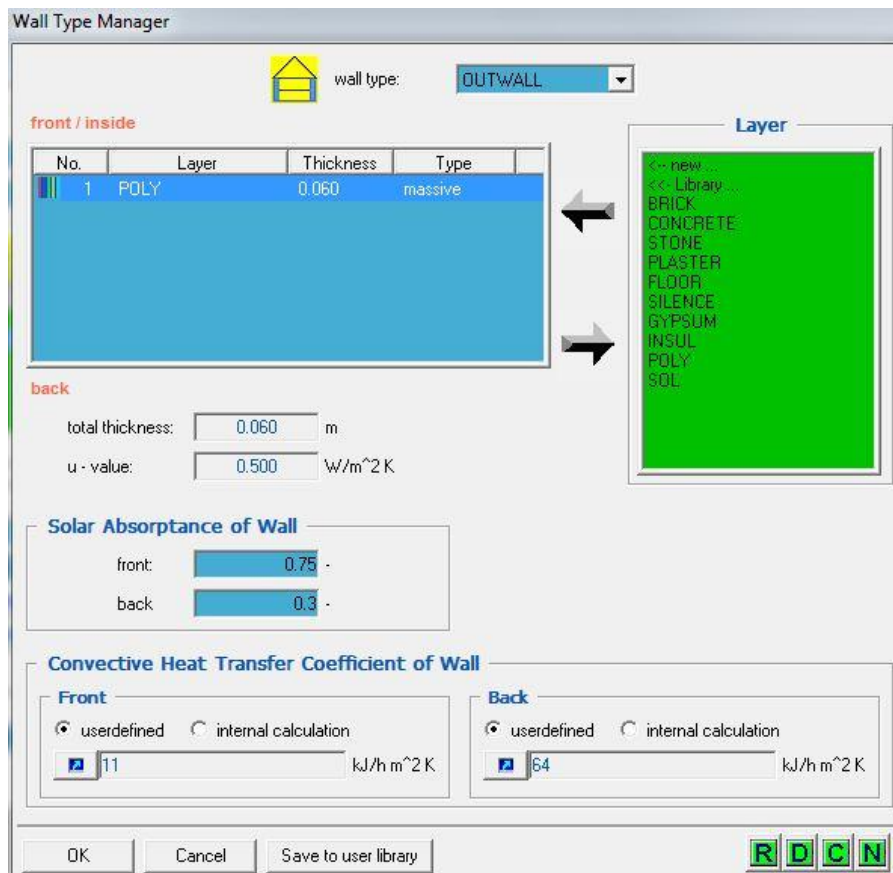 Wall Type Manager
wall type: OUTWALL
front / inside
No. Layer Thickness Type
1 POLY 0.060 massive
back
total thickness: 0.060 m
u - value: 0.500 W/m^2 K
Layer
<-- new ...
<<- Library ...
BRICK
CONCRETE
STONE
PLASTER
FLOOR
SILENCE
GYPSUM
INSUL
POLY
SOL
Solar Absorptance of Wall
front: 0.75 -
back 0.3 -
Convective Heat Transfer Coefficient of Wall
Front
userdefined internal calculation
11 kJ/h m^2 K
Back
userdefined internal calculation
64 kJ/h m^2 K
OK Cancel Save to user library R D C N